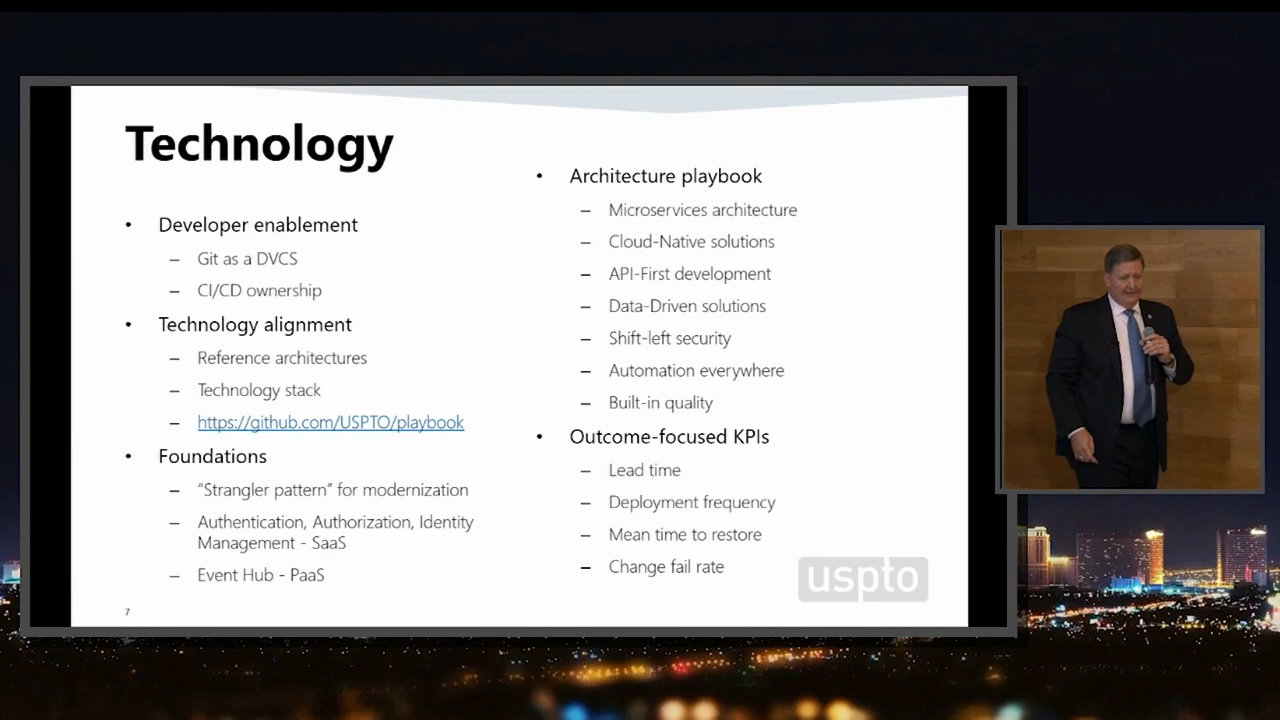 Technology
• Developer enablement
– Git as a DVCS
– CI/CD ownership
• Technology alignment
– Reference architectures
– Technology stack
– https://github.com/USPTO/playbook
• Foundations
– “Strangler pattern” for modernization
– Authentication, Authorization, Identity
Management - SaaS
– Event Hub - PaaS
• Architecture playbook
– Microservices architecture
– Cloud-Native solutions
– API-First development
– Data-Driven solutions
– Shift-left security
– Automation everywhere
– Built-in quality
• Outcome-focused KPIs
– Lead time
– Deployment frequency
– Mean time to restore
– Change fail rate
uspto
7